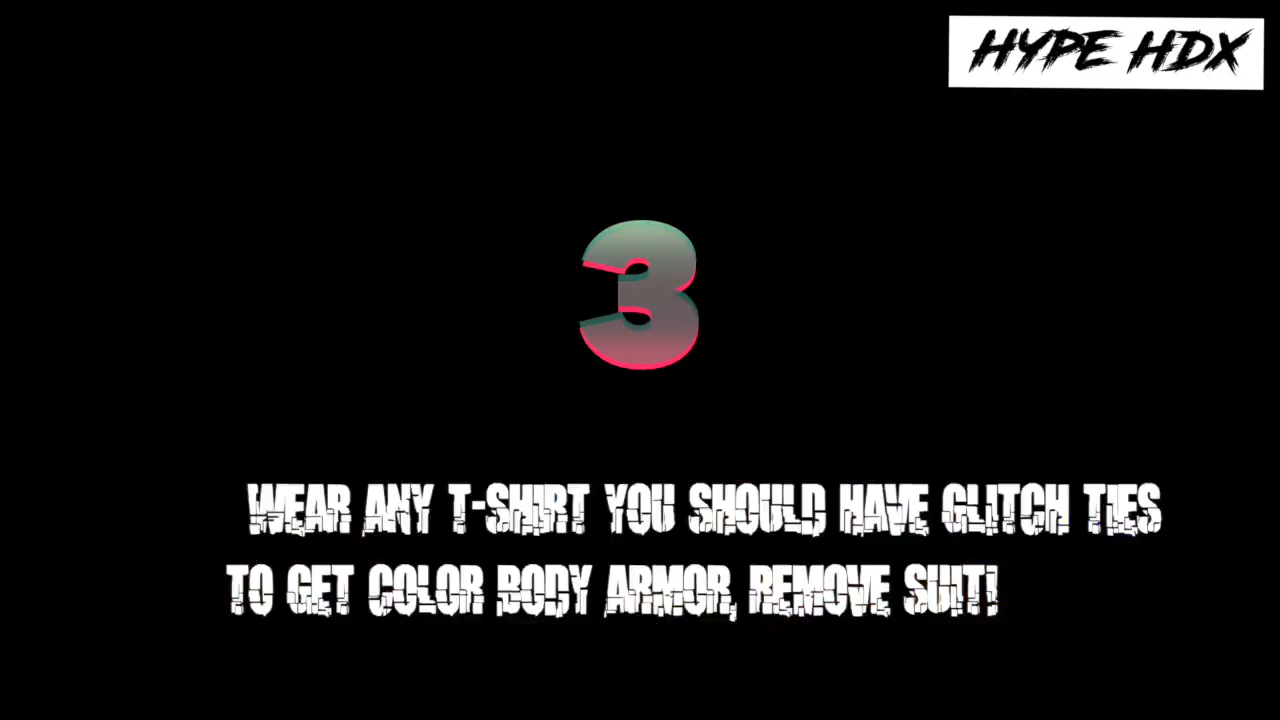 HYPE HDX
3
WEAR ANY T-SHIRT YOU SHOULD HAVE GLITCH TIES
TO GET COLOR BODY ARMOR, REMOVE SUIT!